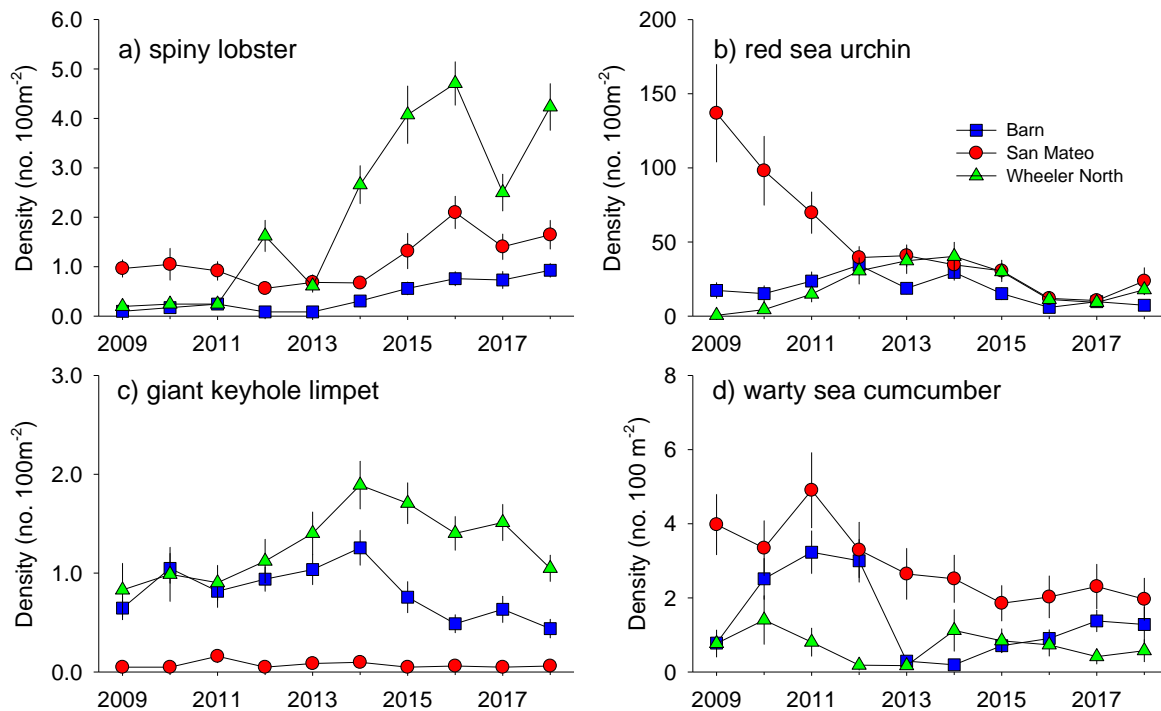 a) spiny lobster
Density (no. 100m-2)
6.0
5.0
4.0
3.0
2.0
1.0
0.0
2009 2011 2013 2015 2017
b) red sea urchin
Density (no. 100m-2)
200
150
100
50
0
Barn
San Mateo
Wheeler North
2009 2011 2013 2015 2017
c) giant keyhole limpet
Density (no. 100m-2)
3.0
2.0
1.0
0.0
2009 2011 2013 2015 2017
d) warty sea cumcumber
Density (no. 100 m-2)
8
6
4
2
0
2009 2011 2013 2015 2017